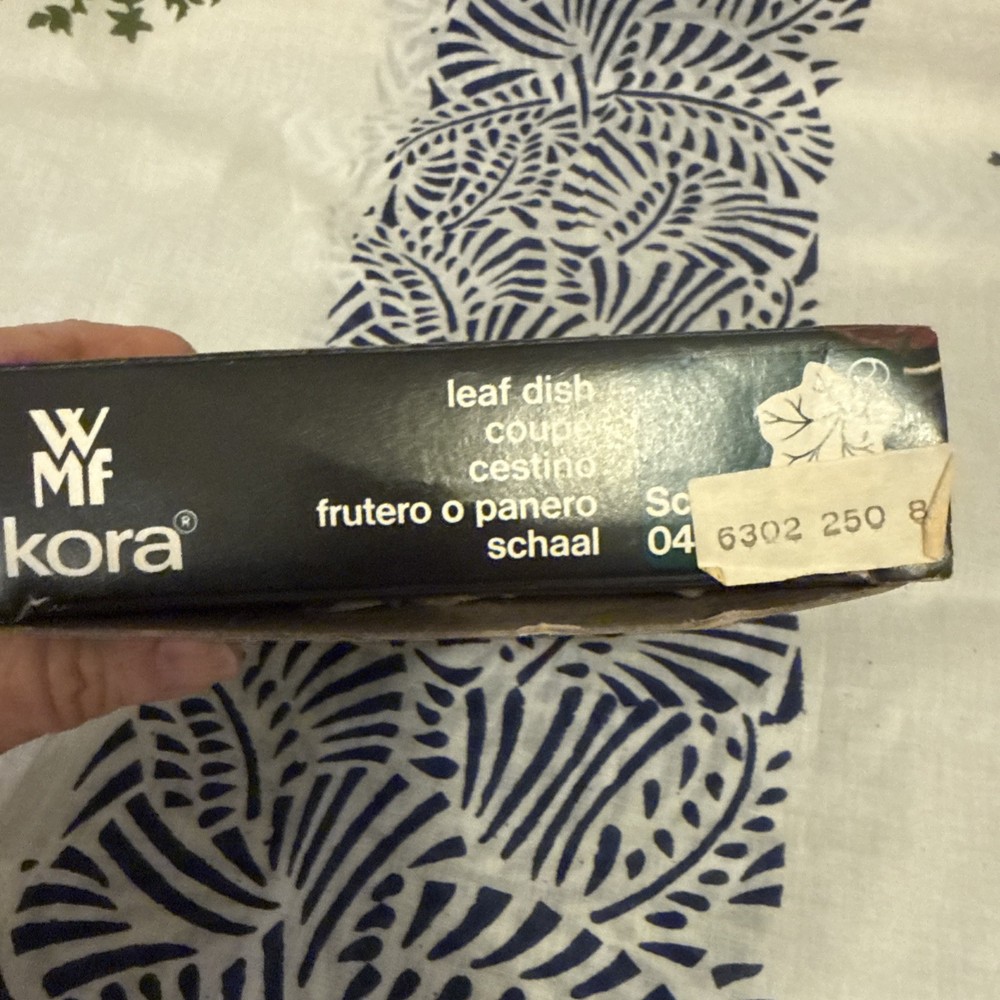 WMF
kora®
leaf dish
coupe
cestino
frutero o panero
schaal
Sc
04
6302 250 8